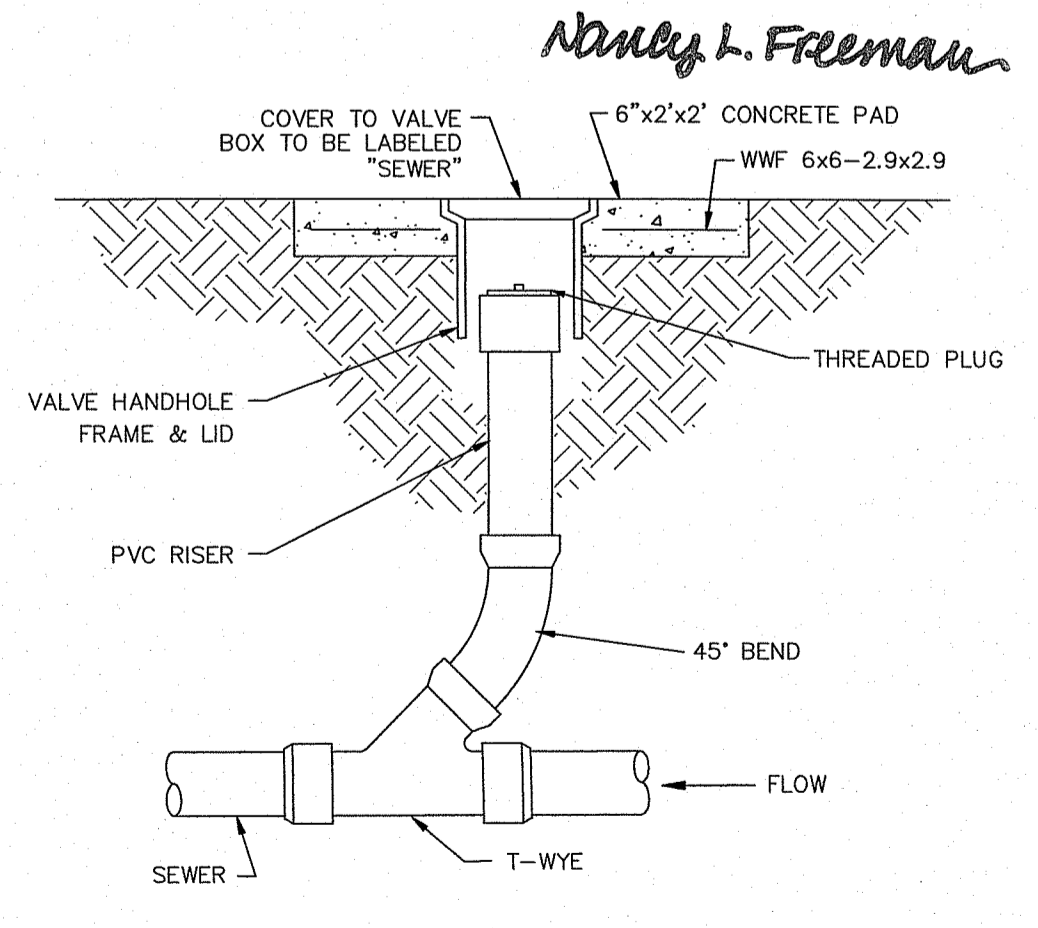 Nancy L. Freeman
COVER TO VALVE
BOX TO BE LABELED
"SEWER"
6"x2'x2' CONCRETE PAD
WWF 6x6-2.9x2.9
THREADED PLUG
VALVE HANDHOLE
FRAME & LID
PVC RISER
45° BEND
FLOW
T-WYE
SEWER